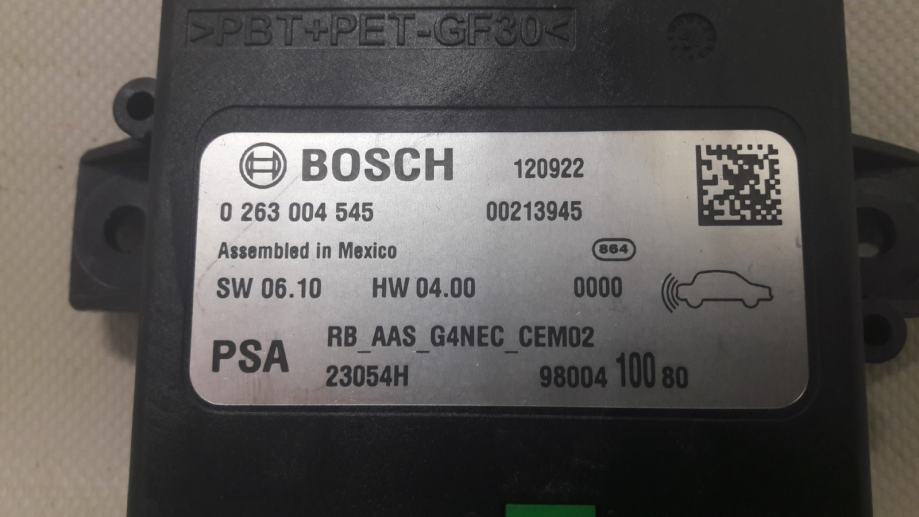 >PBT+PET-GF30<
BOSCH 120922
0 263 004 545 00213945
Assembled in Mexico 864
SW 06.10 HW 04.00 0000
PSA RB_AAS_G4NEC_CEM02
23054H 98004 100 80